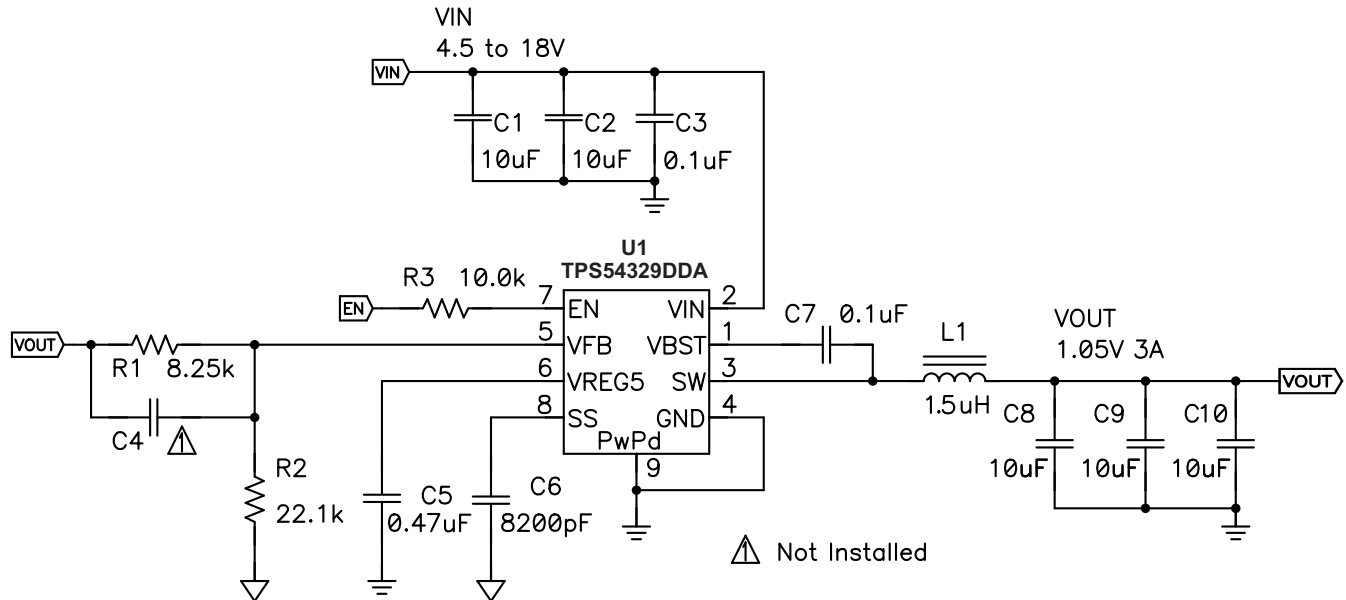 VIN
4.5 to 18V
VIN
C1
C2
C3
10uF
10uF
0.1uF
U1
TPS54329DDA
R3 10.0k
EN
7
EN
VIN
2
C7 0.1uF
VOUT
R1 8.25k
5
VFB
VBST
1
L1
VOUT
1.05V 3A
6
VREG5
SW
3
VOUT
1.5uH
C4
1
8
SS
GND
4
C8
C9
C10
PwPd
9
10uF
10uF
10uF
R2
22.1k
C5
0.47uF
C6
8200pF
1 Not Installed